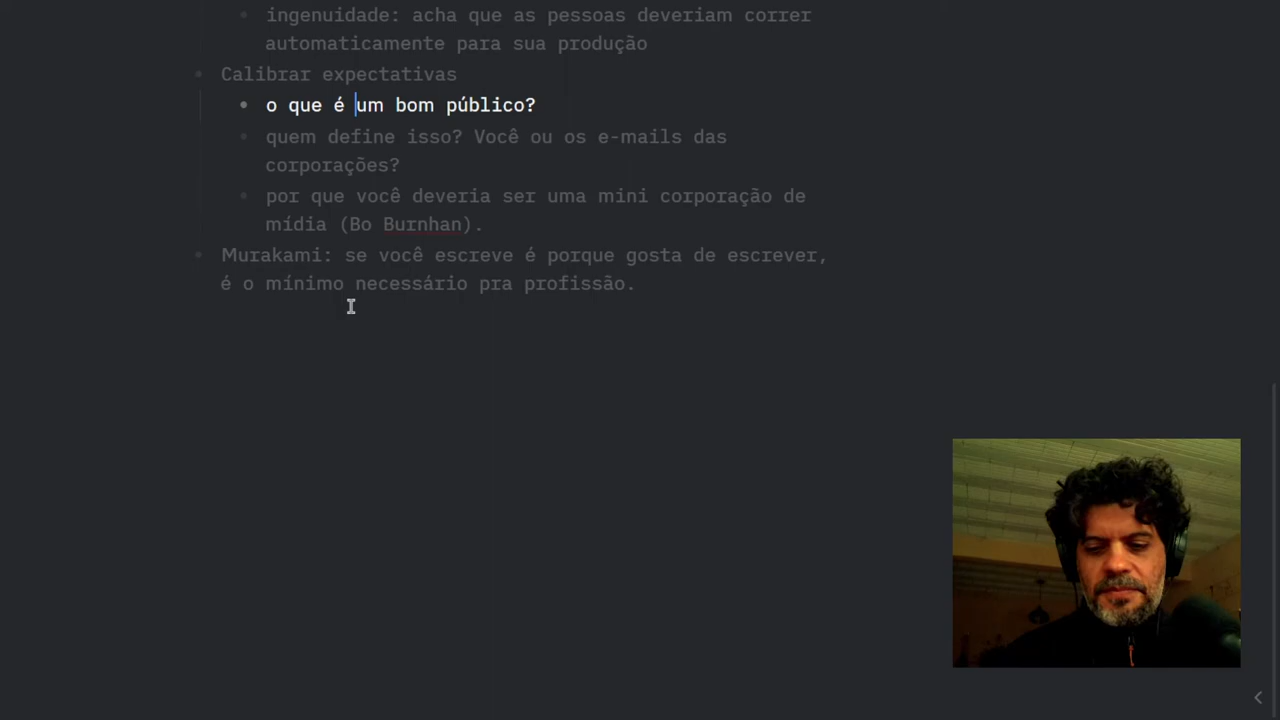 ingenuidade: acha que as pessoas deveriam correr
automaticamente para sua produção
Calibrar expectativas
o que é um bom público?
quem define isso? Você ou os e-mails das
corporações?
por que você deveria ser uma mini corporação de
mídia (Bo Burnhan).
Murakami: se você escreve é porque gosta de escrever,
é o mínimo necessário pra profissão.